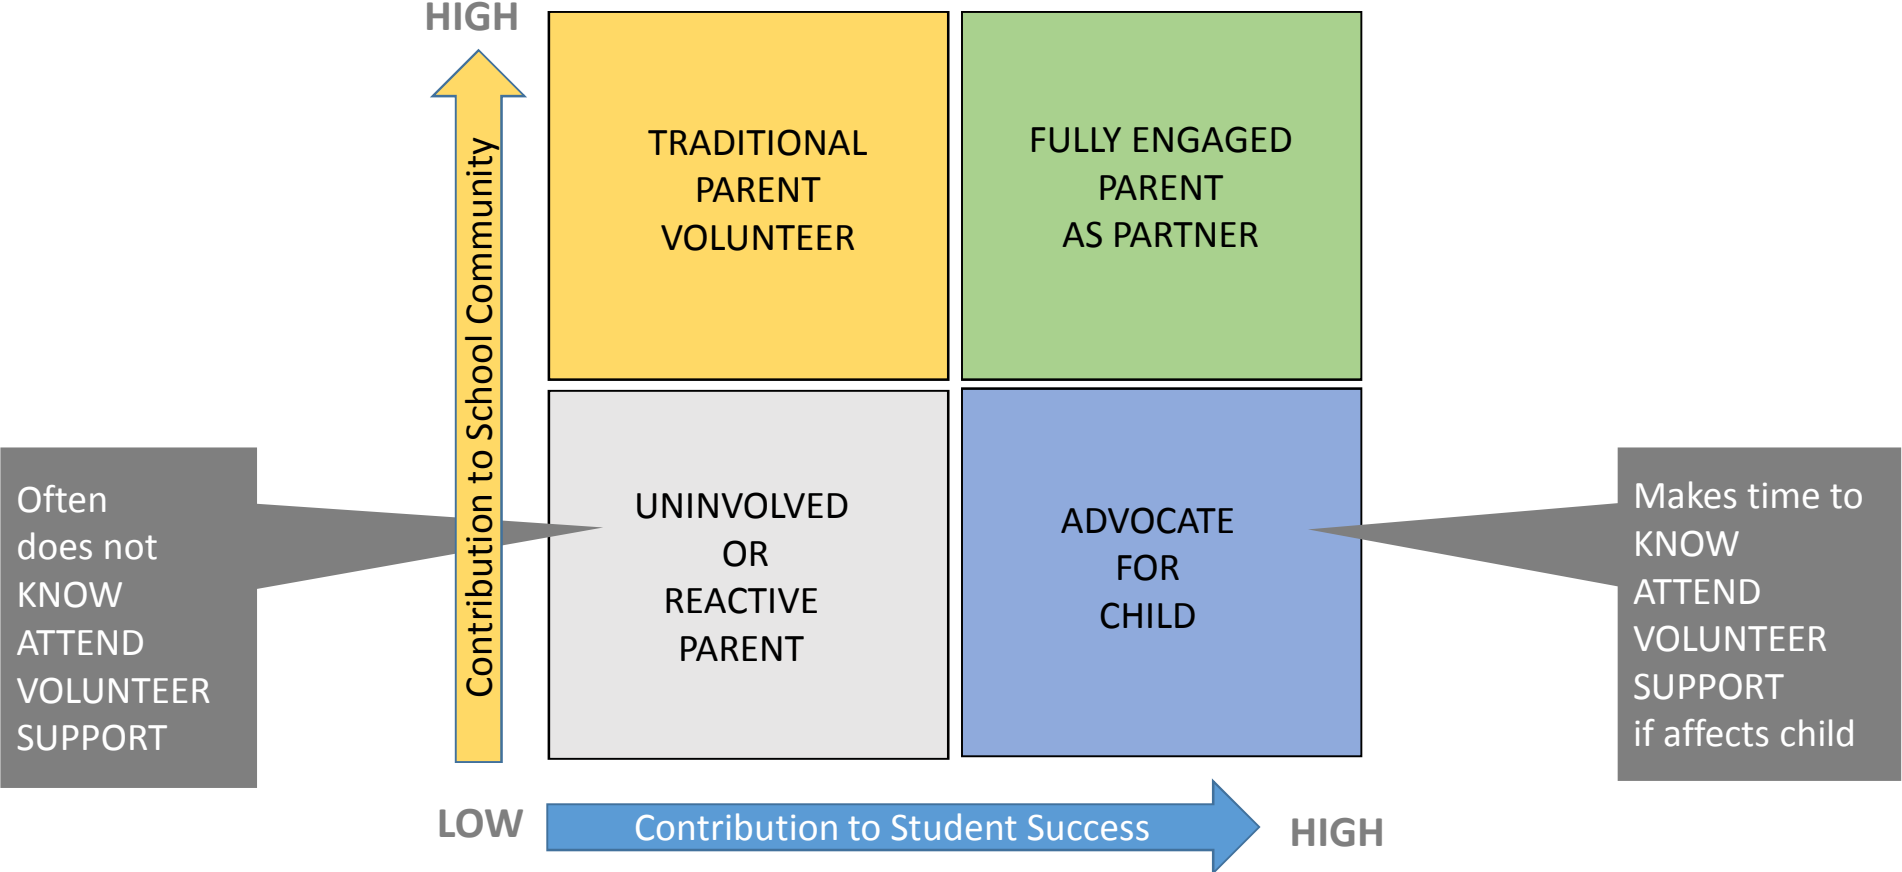 HIGH
Contribution to School Community
TRADITIONAL
PARENT
VOLUNTEER
FULLY ENGAGED
PARENT
AS PARTNER
Often
does not
KNOW
ATTEND
VOLUNTEER
SUPPORT
UNINVOLVED
OR
REACTIVE
PARENT
ADVOCATE
FOR
CHILD
Makes time to
KNOW
ATTEND
VOLUNTEER
SUPPORT
if affects child
LOW
Contribution to Student Success
HIGH